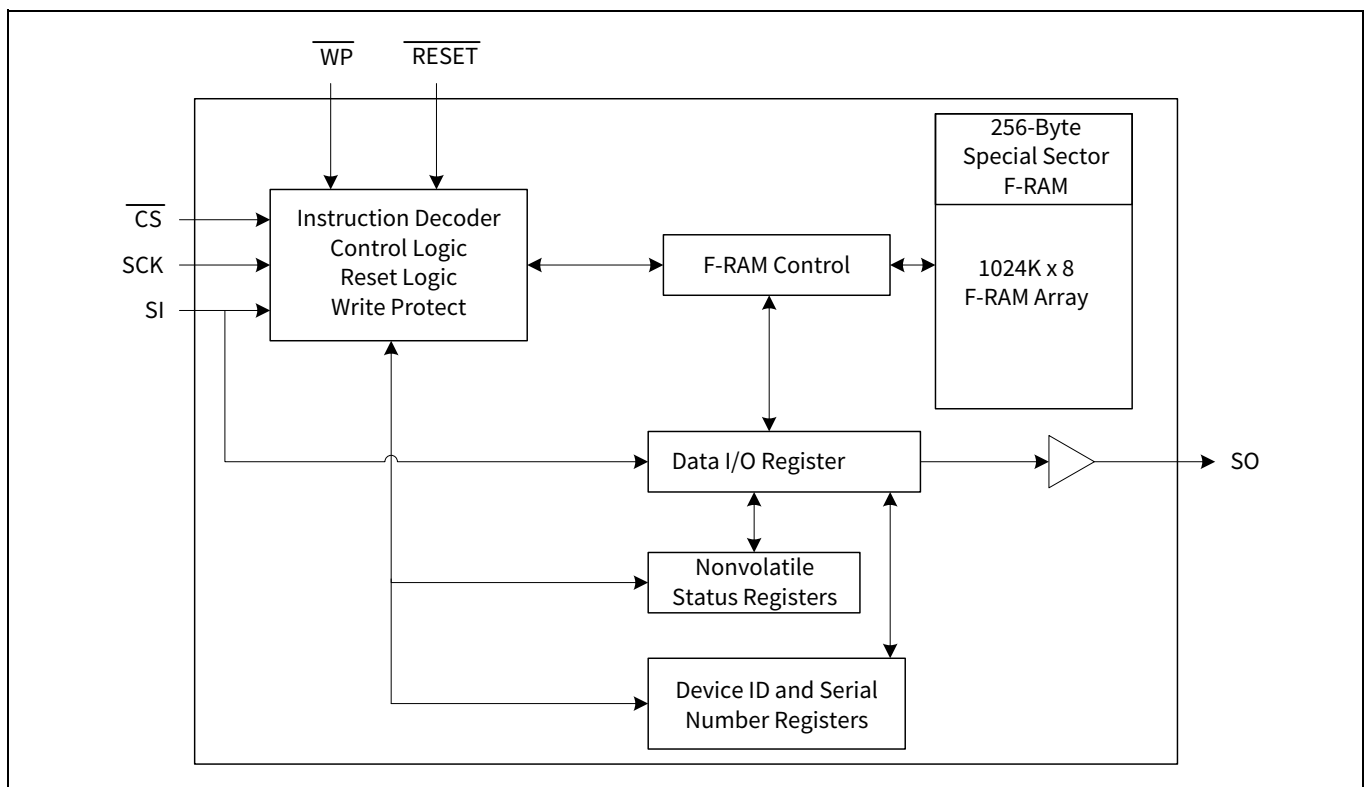 WP
RESET
256-Byte
Special Sector
F-RAM
CS
SCK
SI
Instruction Decoder
Control Logic
Reset Logic
Write Protect
F-RAM Control
1024K x 8
F-RAM Array
Data I/O Register
SO
Nonvolatile
Status Registers
Device ID and Serial
Number Registers